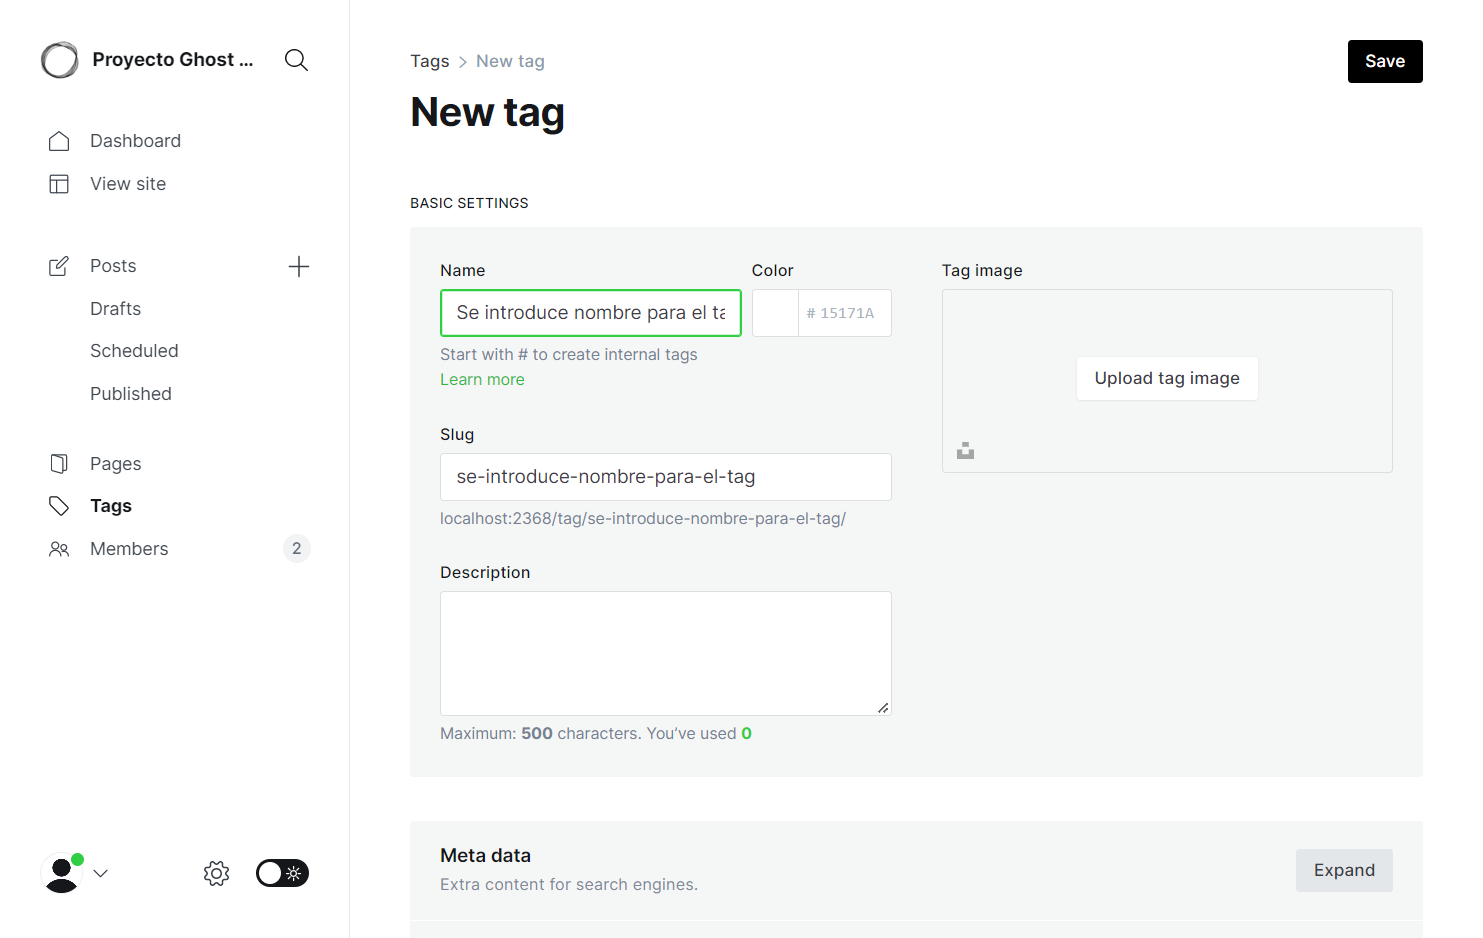 Proyecto Ghost ...
Dashboard
View site
Posts
Drafts
Scheduled
Published
Pages
Tags
Members 2
Tags > New tag
Save
New tag
BASIC SETTINGS
Name Color Tag image
Se introduce nombre para el ta
# 15171A
Start with # to create internal tags
Learn more
Upload tag image
Slug
se-introduce-nombre-para-el-tag
localhost:2368/tag/se-introduce-nombre-para-el-tag/
Description
Maximum: 500 characters. You’ve used 0
Meta data
Extra content for search engines.
Expand